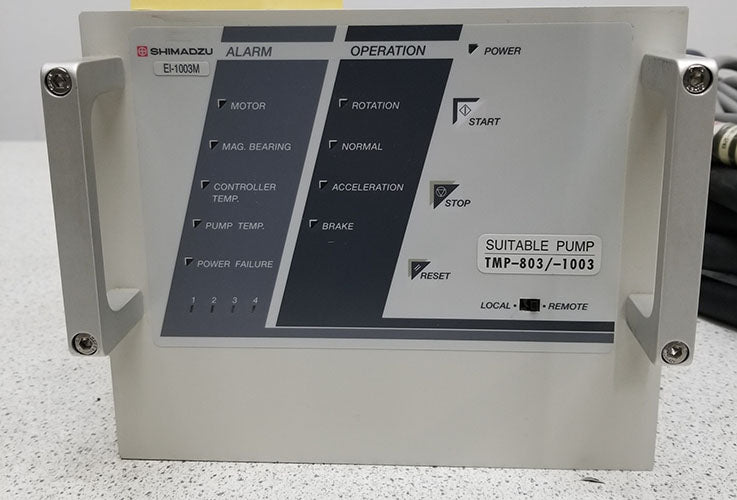 SHIMADZU
EI-1003M
ALARM
MOTOR
MAG. BEARING
CONTROLLER
TEMP.
PUMP TEMP.
POWER FAILURE
1 2 3 4
OPERATION
ROTATION
NORMAL
ACCELERATION
BRAKE
POWER
START
STOP
RESET
SUITABLE PUMP
TMP-803/-1003
LOCAL • • REMOTE